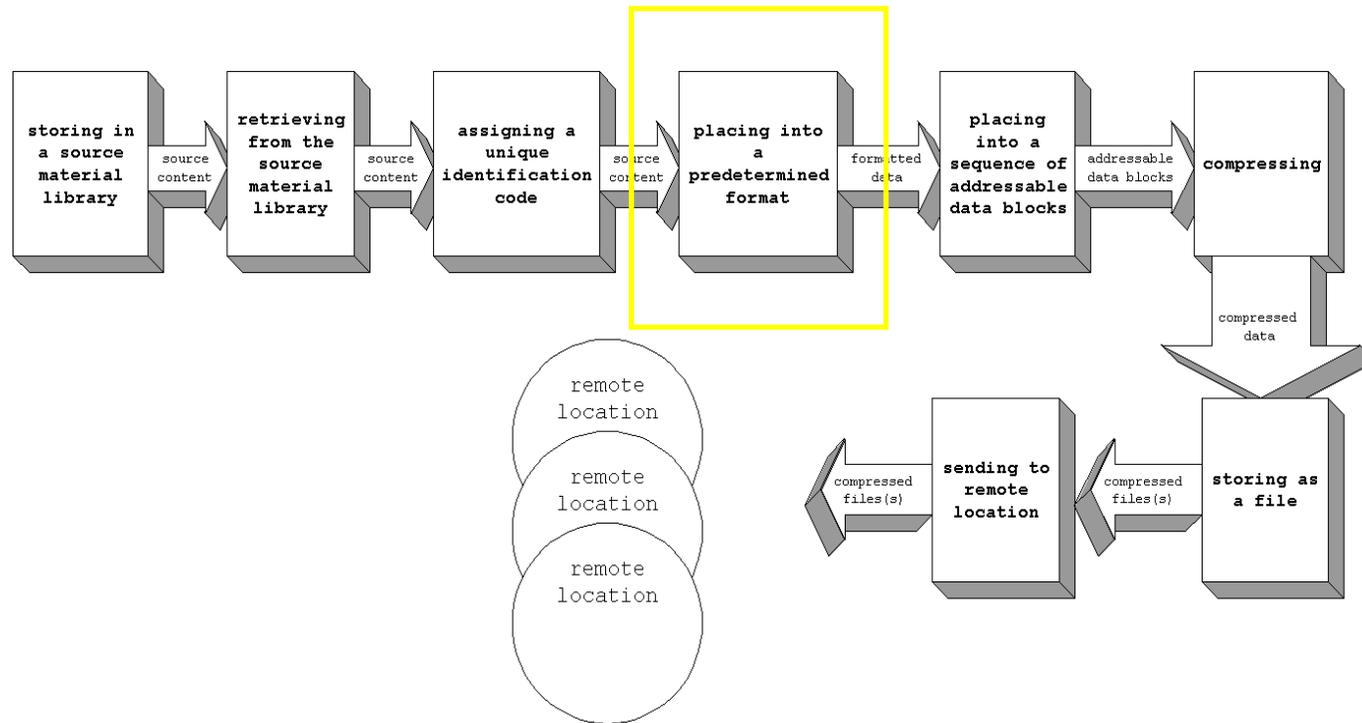 storing in
a source
material
library
source
content
retrieving
from the
source
material
library
source
content
assigning a
unique
identification
code
source
content
placing into
a
predetermined
format
formatted
data
placing
into a
sequence of
addressable
data blocks
addressable
data blocks
compressing
compressed
data
storing as
a file
compressed
files(s)
sending to
remote
location
compressed
files(s)
remote
location
remote
location
remote
location